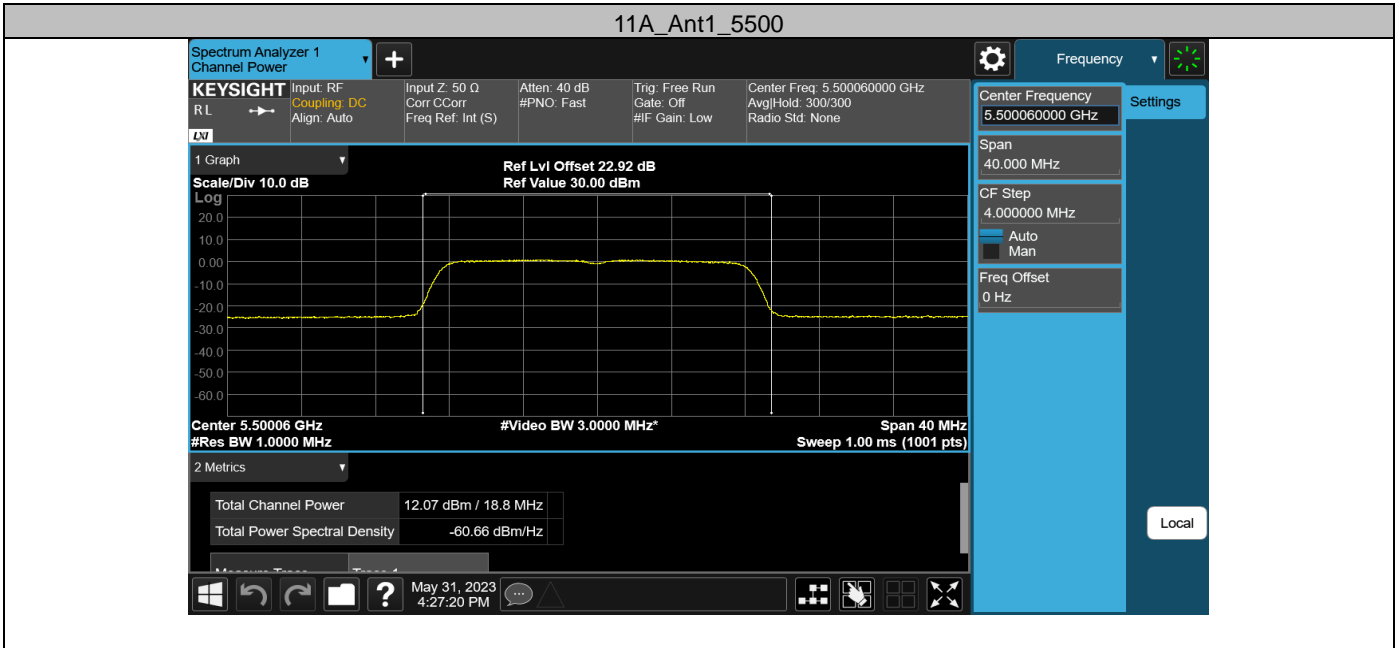 11A_Ant1_5500
Spectrum Analyzer 1
Channel Power
+
Frequency
KEYSIGHT
R L
LXI
Input: RF
Coupling: DC
Align: Auto
Input Z: 50 Ω
Corr CCorr
Freq Ref: Int (S)
Atten: 40 dB
#PNO: Fast
Trig: Free Run
Gate: Off
#IF Gain: Low
Center Freq: 5.500060000 GHz
Avg|Hold: 300/300
Radio Std: None
Center Frequency
5.500060000 GHz
Settings
Span
40.000 MHz
CF Step
4.000000 MHz
Auto
Man
Freq Offset
0 Hz
Local
1 Graph
Ref Lvl Offset 22.92 dB
Scale/Div 10.0 dB
Ref Value 30.00 dBm
Log
20.0
10.0
0.00
-10.0
-20.0
-30.0
-40.0
-50.0
-60.0
Center 5.50006 GHz
#Video BW 3.0000 MHz*
Span 40 MHz
#Res BW 1.0000 MHz
Sweep 1.00 ms (1001 pts)
2 Metrics
Total Channel Power 12.07 dBm / 18.8 MHz
Total Power Spectral Density -60.66 dBm/Hz
?
May 31, 2023
4:27:20 PM